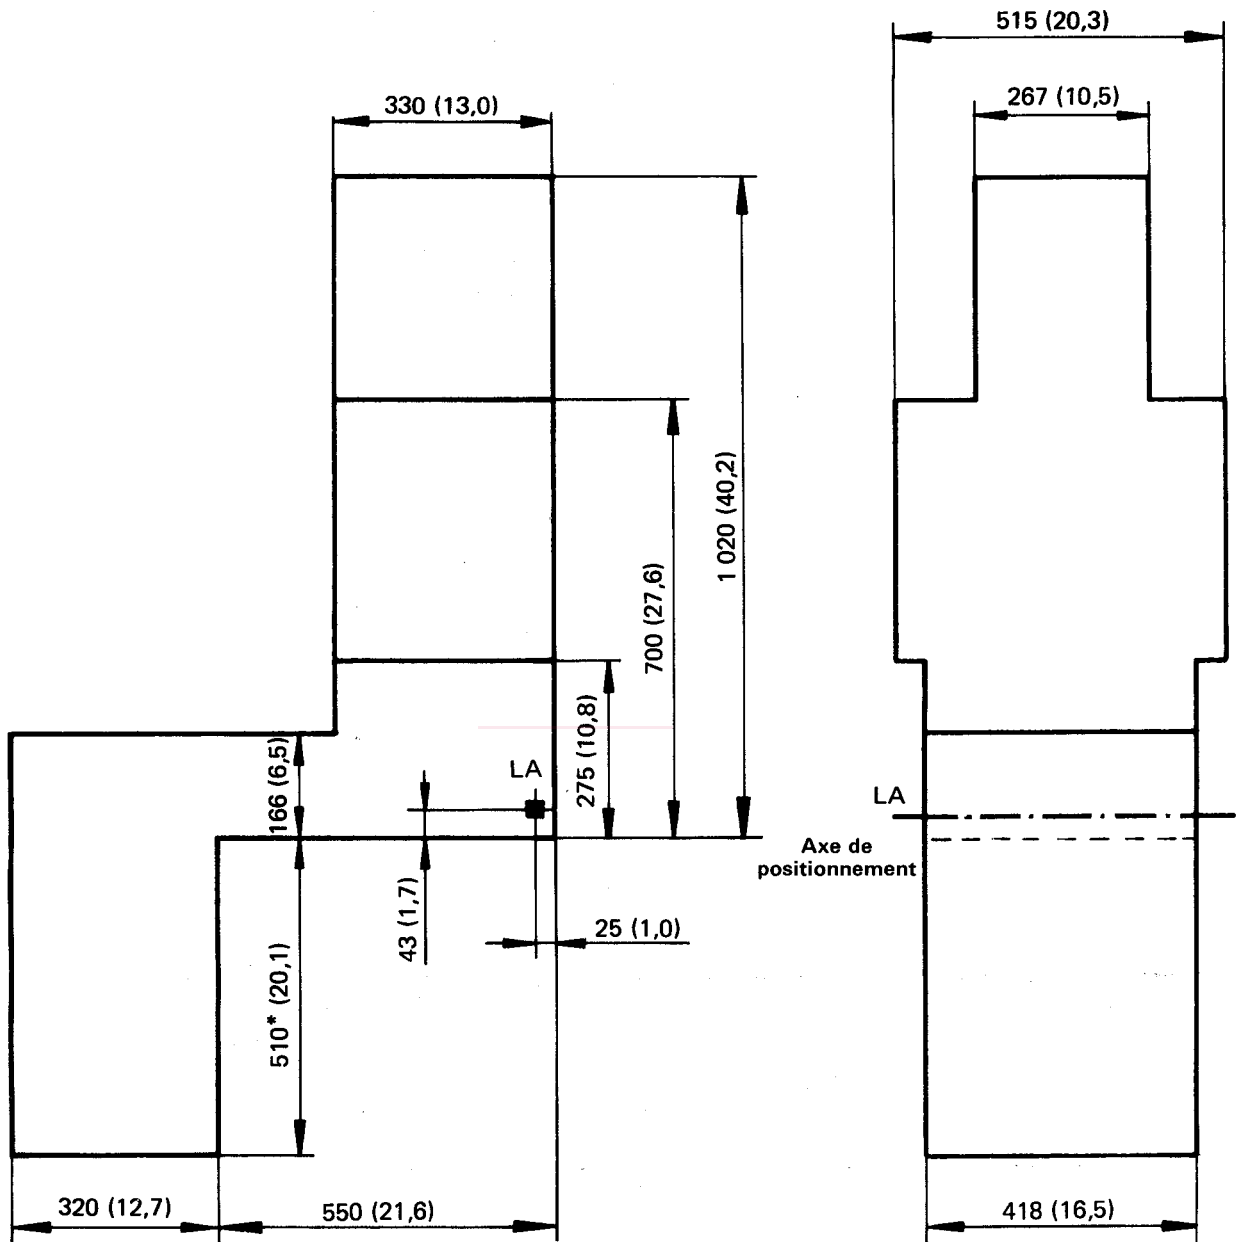 515 (20,3)
330 (13,0)
267 (10,5)
1 020 (40,2)
700 (27,6)
275 (10,8)
166 (6,5)
LA
LA
Axe de
positionnement
43 (1,7)
25 (1,0)
510* (20,1)
320 (12,7)
550 (21,6)
418 (16,5)